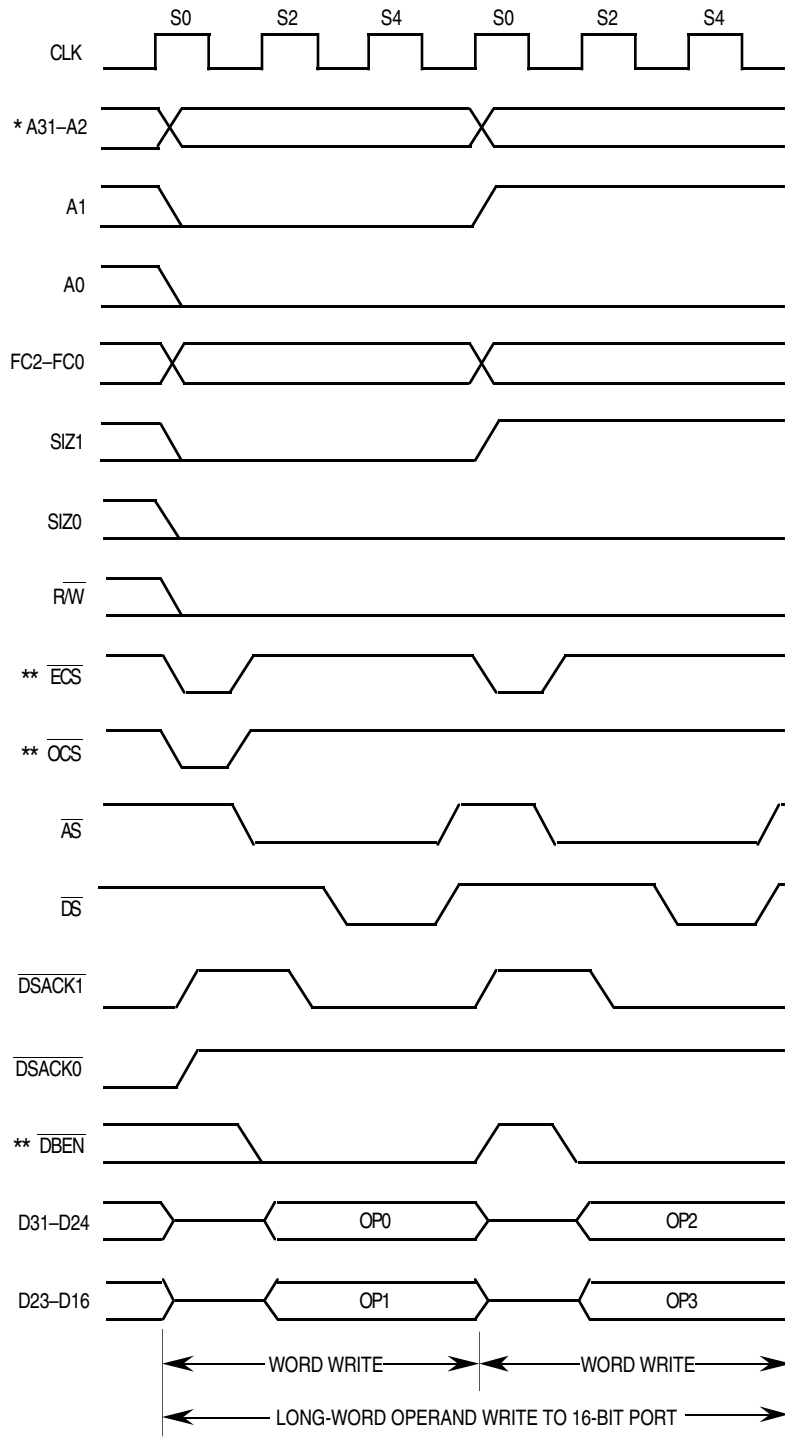 S0 S2 S4 S0 S2 S4
CLK
* A31–A2
A1
A0
FC2–FC0
SIZ1
SIZ0
R/W
** ECS
** OCS
AS
DS
DSACK1
DSACK0
** DBEN
D31–D24 OP0 OP2
D23–D16 OP1 OP3
WORD WRITE WORD WRITE
LONG-WORD OPERAND WRITE TO 16-BIT PORT